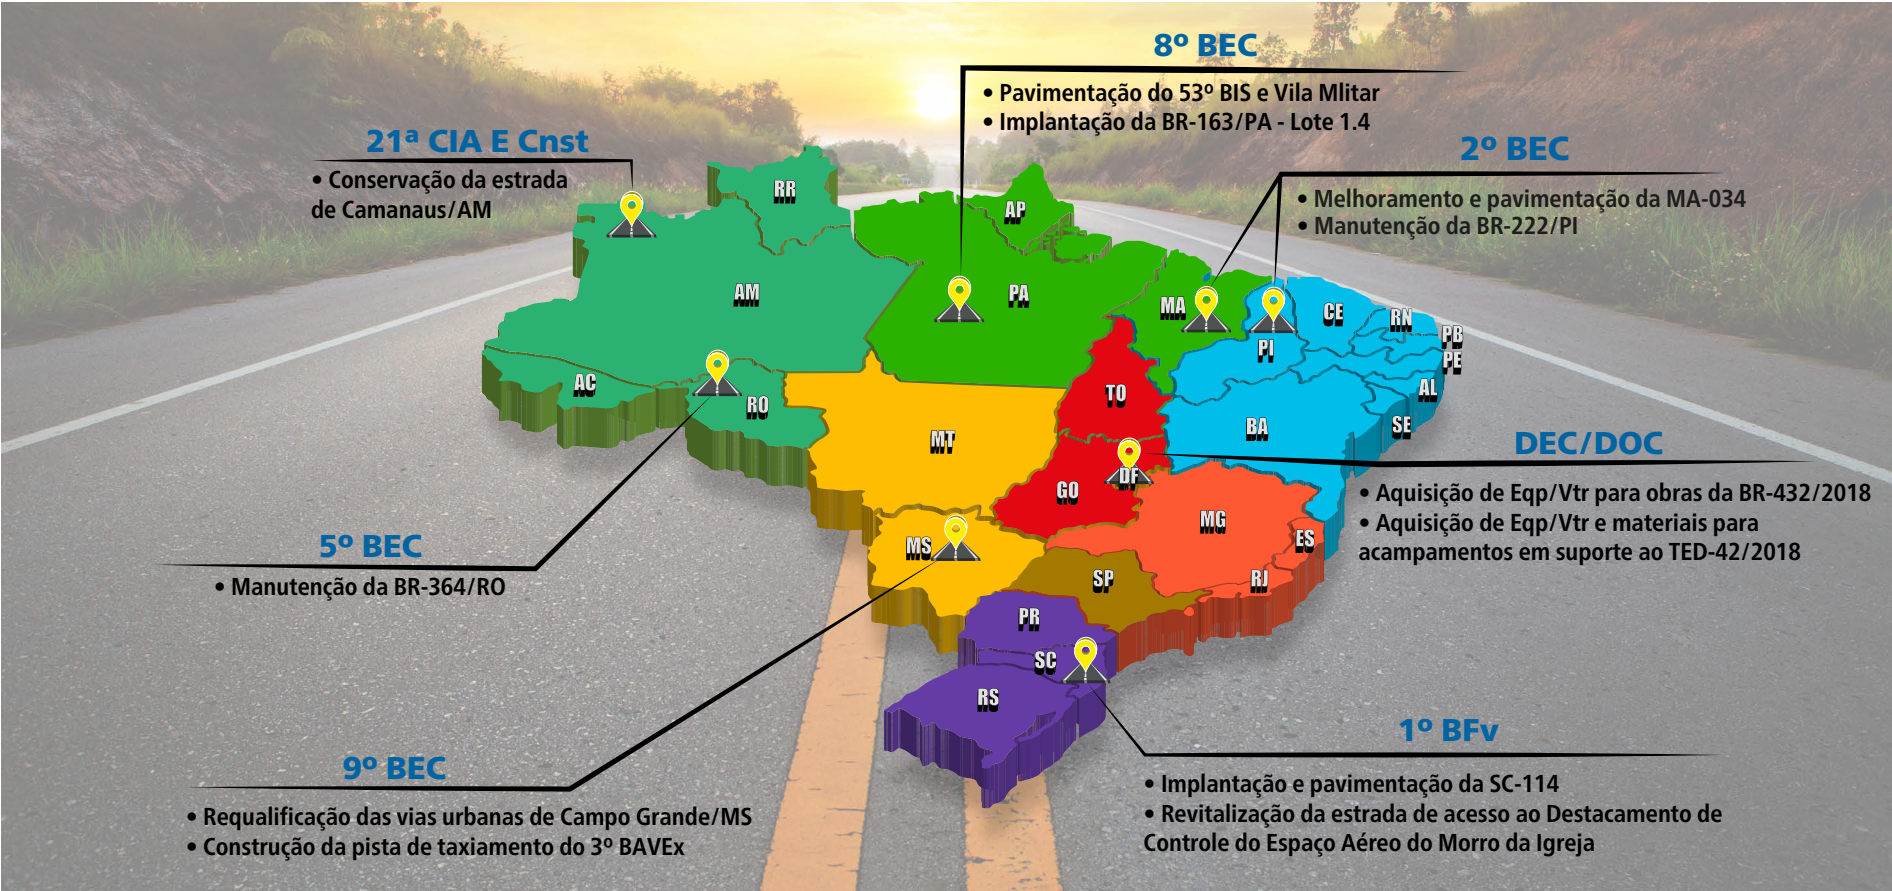 8º BEC
• Pavimentação do 53º BIS e Vila Mlitar
• Implantação da BR-163/PA - Lote 1.4
21ª CIA E Cnst
• Conservação da estrada
de Camanaus/AM
2º BEC
• Melhoramento e pavimentação da MA-034
• Manutenção da BR-222/PI
RR
AP
AM
PA
MA
CE
RN
PB
PI
PE
AC
RO
TO
AL
MT
BA
SE
DEC/DOC
• Aquisição de Eqp/Vtr para obras da BR-432/2018
• Aquisição de Eqp/Vtr e materiais para
acampamentos em suporte ao TED-42/2018
GO
DF
MG
ES
MS
SP
RJ
5º BEC
• Manutenção da BR-364/RO
PR
SC
RS
9º BEC
• Requalificação das vias urbanas de Campo Grande/MS
• Construção da pista de taxiamento do 3º BAVEx
1º BFv
• Implantação e pavimentação da SC-114
• Revitalização da estrada de acesso ao Destacamento de
Controle do Espaço Aéreo do Morro da Igreja